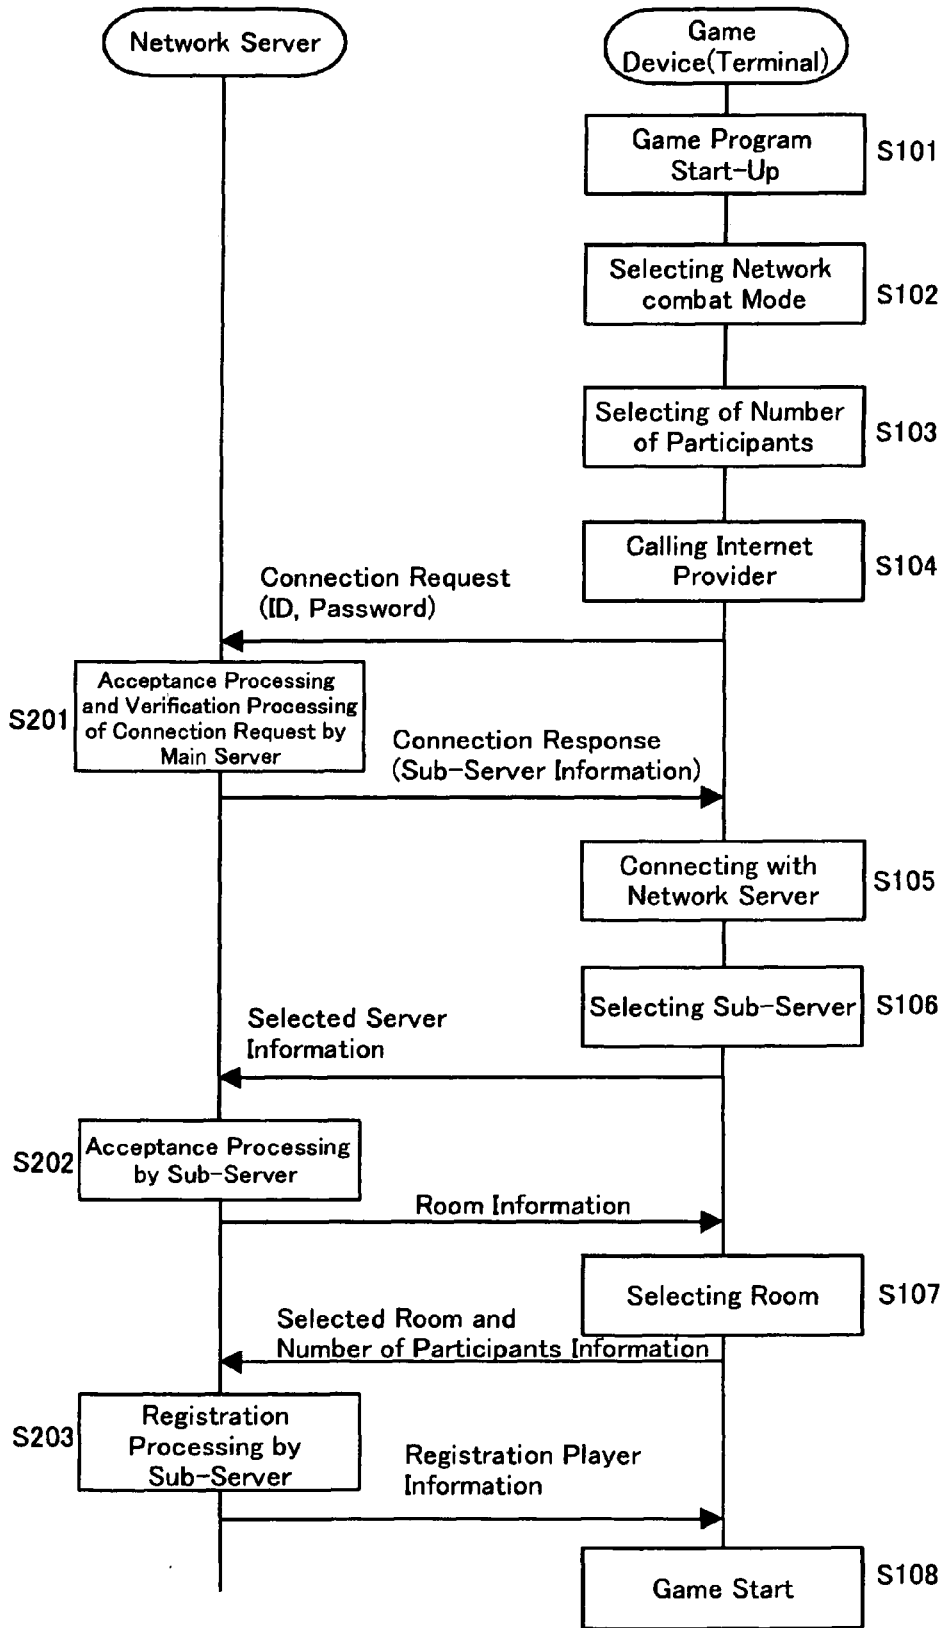 Network Server
Game
Device(Terminal)
Game Program
Start-Up
S101
Selecting Network
combat Mode
S102
Selecting of Number
of Participants
S103
Calling Internet
Provider
S104
Connection Request
(ID, Password)
S201
Acceptance Processing
and Verification Processing
of Connection Request by
Main Server
Connection Response
(Sub-Server Information)
Connecting with
Network Server
S105
Selecting Sub-Server
S106
Selected Server
Information
S202
Acceptance Processing
by Sub-Server
Room Information
Selecting Room
S107
Selected Room and
Number of Participants Information
S203
Registration
Processing by
Sub-Server
Registration Player
Information
Game Start
S108